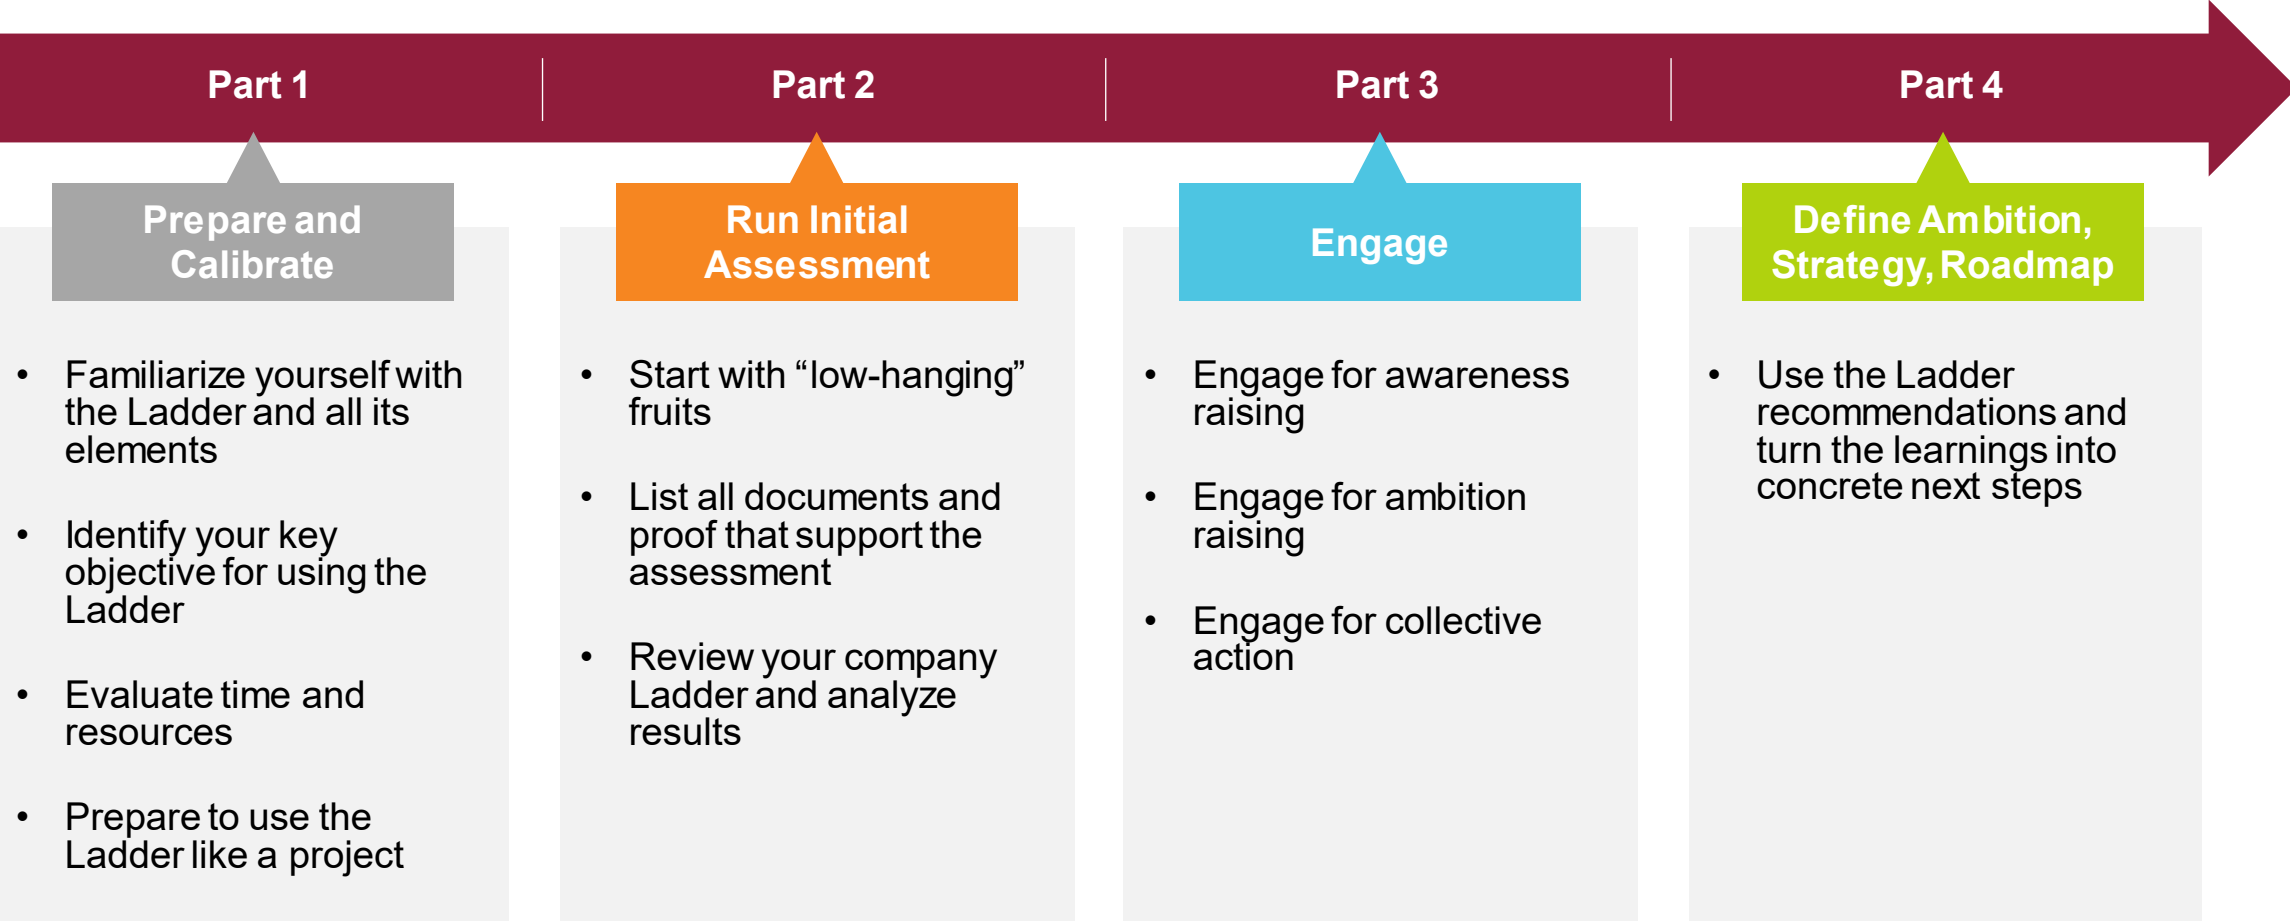 Part 1
Part 2
Part 3
Part 4
Prepare and
Calibrate
• Familiarize yourself with
the Ladder and all its
elements
• Identify your key
objective for using the
Ladder
• Evaluate time and
resources
• Prepare to use the
Ladder like a project
Run Initial
Assessment
• Start with “low-hanging”
fruits
• List all documents and
proof that support the
assessment
• Review your company
Ladder and analyze
results
Engage
• Engage for awareness
raising
• Engage for ambition
raising
• Engage for collective
action
Define Ambition,
Strategy, Roadmap
• Use the Ladder
recommendations and
turn the learnings into
concrete next steps